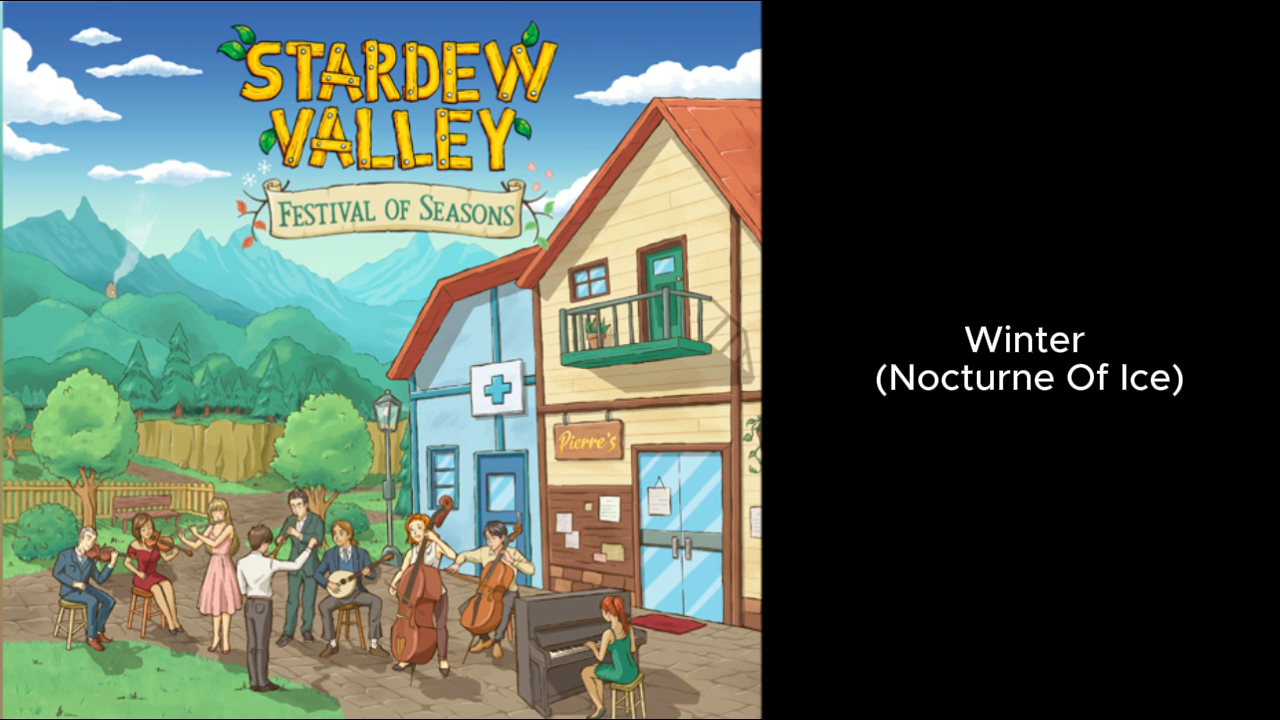 STARDEW
VALLEY
FESTIVAL OF SEASONS
Pierre's
Winter
(Nocturne Of Ice)